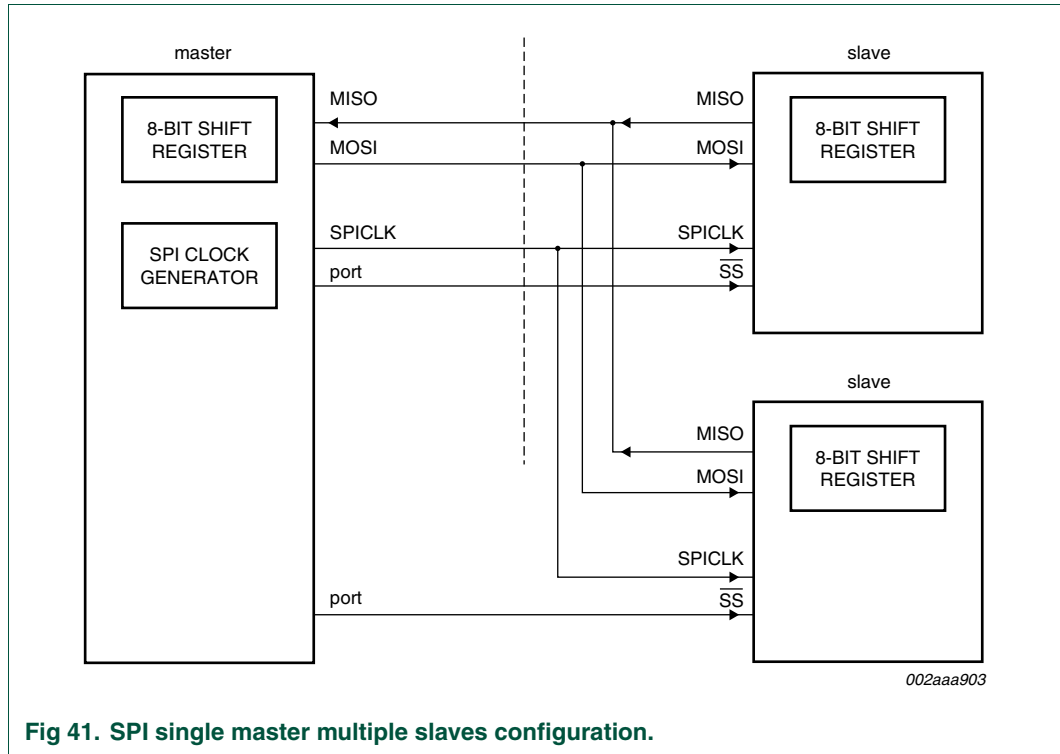 master
slave
MISO
MISO
8-BIT SHIFT
REGISTER
8-BIT SHIFT
REGISTER
MOSI
MOSI
SPICLK
SPICLK
SPI CLOCK
GENERATOR
port
SS
slave
MISO
8-BIT SHIFT
REGISTER
MOSI
SPICLK
port
SS
002aaa903
Fig 41. SPI single master multiple slaves configuration.